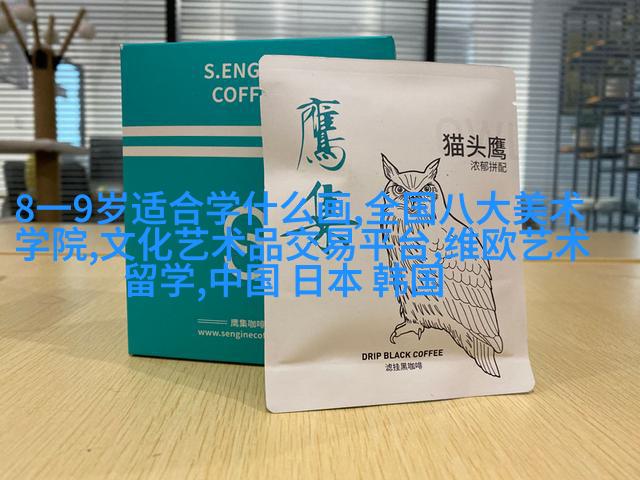 S.ENG
COFF
鹰集
猫头鹰
浓郁拼配
8一9岁适合学什么画,全国八大美术
学院,文化艺术品交易平台,维欧艺术
留学,中国 日本 韩国
鹰集咖啡
www.sengineco
DRIP BLACK COFFEE
滤挂黑咖啡